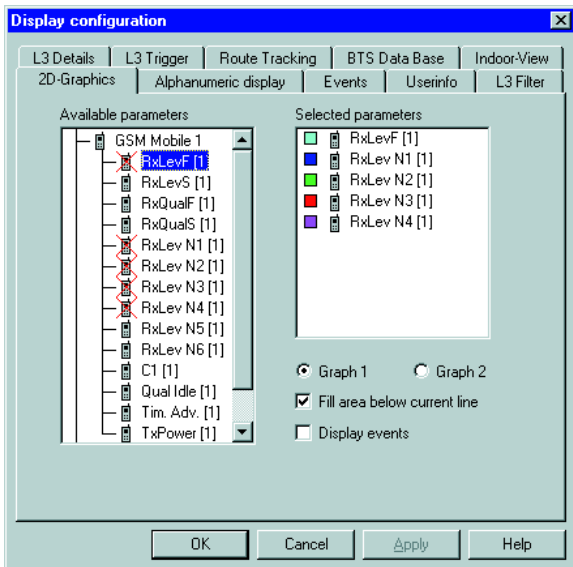 Display configuration
L3 Details L3 Trigger Route Tracking BTS Data Base Indoor-View
2D-Graphics Alphanumeric display Events Userinfo L3 Filter
Available parameters
GSM Mobile 1
RxLevF [1]
RxLevS [1]
RxQualF [1]
RxQualS [1]
RxLev N1 [1]
RxLev N2 [1]
RxLev N3 [1]
RxLev N4 [1]
RxLev N5 [1]
RxLev N6 [1]
C1 [1]
Qual Idle [1]
Tim. Adv. [1]
TxPower [1]
Selected parameters
RxLevF [1]
RxLev N1 [1]
RxLev N2 [1]
RxLev N3 [1]
RxLev N4 [1]
Graph 1 Graph 2
Fill area below current line
Display events
OK Cancel Apply Help